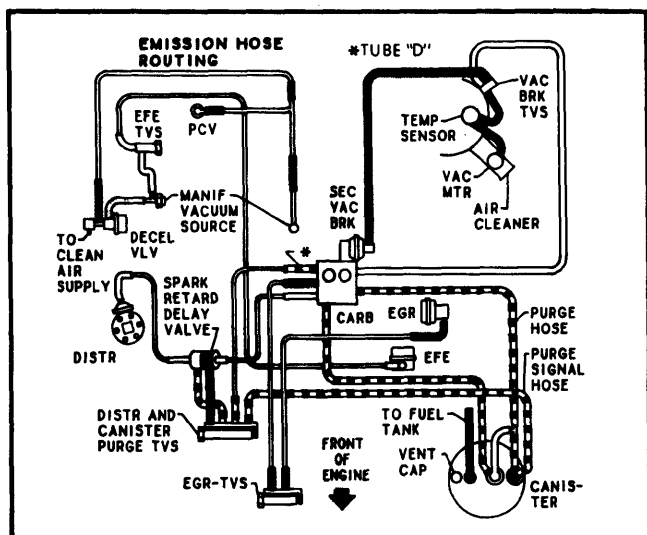 EMISSION HOSE
ROUTING
*TUBE "D"
EFE
TVS
PCV
VAC
BRK
TVS
TEMP
SENSOR
VAC
MTR
AIR
CLEANER
MANIF
VACUUM
SOURCE
SEC
VAC
BRK
TO
CLEAN
AIR
SUPPLY
DECEL
VLV
*
SPARK
RETARD
DELAY
VALVE
DISTR
CARB
EGR
EFE
PURGE
HOSE
PURGE
SIGNAL
HOSE
DISTR AND
CANISTER
PURGE TVS
TO FUEL
TANK
VENT
CAP
CANIS-
TER
FRONT
OF
ENGINE
EGR-TVS